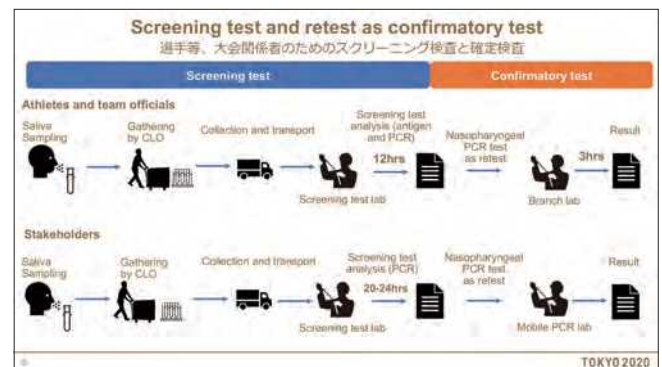 Screening test and retest as confirmatory test
選手等、大会関係者のためのスクリーニング検査と確定検査
Screening test
Confirmatory test
Athletes and team officials
Saliva
Sampling
Gathering
by CLO
Collection and transport
Screening test
analysis (antigen
and PCR)
12hrs
Screening test lab
Nasopharyngeal
PCR test
as retest
3hrs
Branch lab
Result
Stakeholders
Saliva
Sampling
Gathering
by CLO
Collection and transport
Screening test
analysis (PCR)
20-24hrs
Screening test lab
Nasopharyngeal
PCR test
as retest
Mobile PCR lab
Result
TOKYO 2020